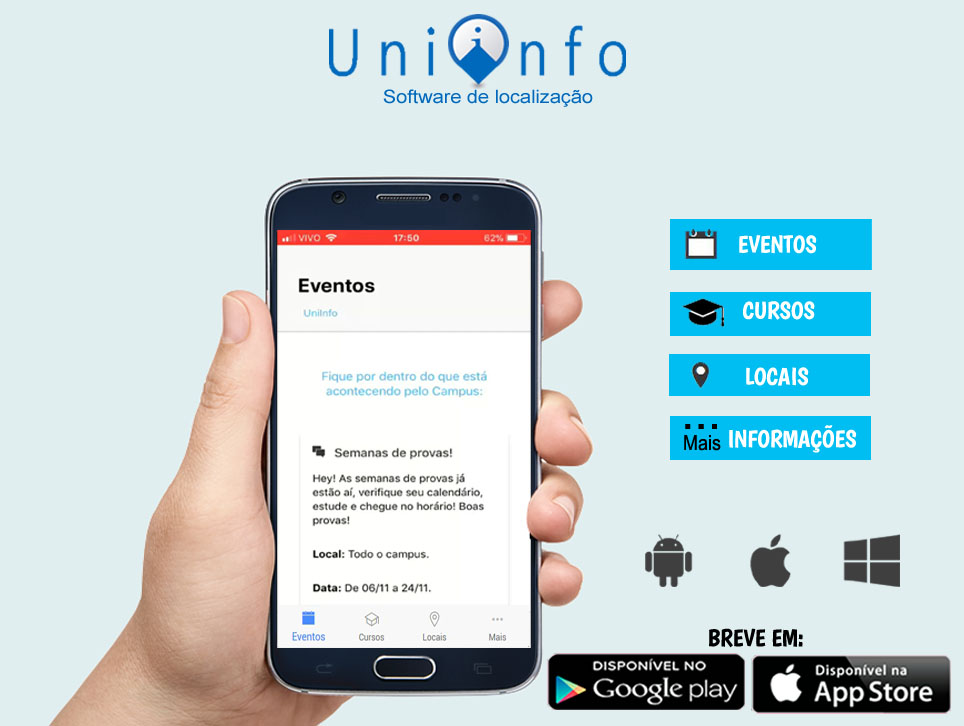 UniInfo
Software de localização
VIVO 17:50 62%
Eventos
UniInfo
Fique por dentro do que está
acontecendo pelo Campus:
Semanas de provas!
Hey! As semanas de provas já
estão aí, verifique seu calendário,
estude e chegue no horário! Boas
provas!
Local: Todo o campus.
Data: De 06/11 a 24/11.
Eventos Cursos Locais Mais
EVENTOS
CURSOS
LOCAIS
Mais INFORMAÇÕES
BREVE EM:
DISPONÍVEL NO
Google play
Disponível na
App Store